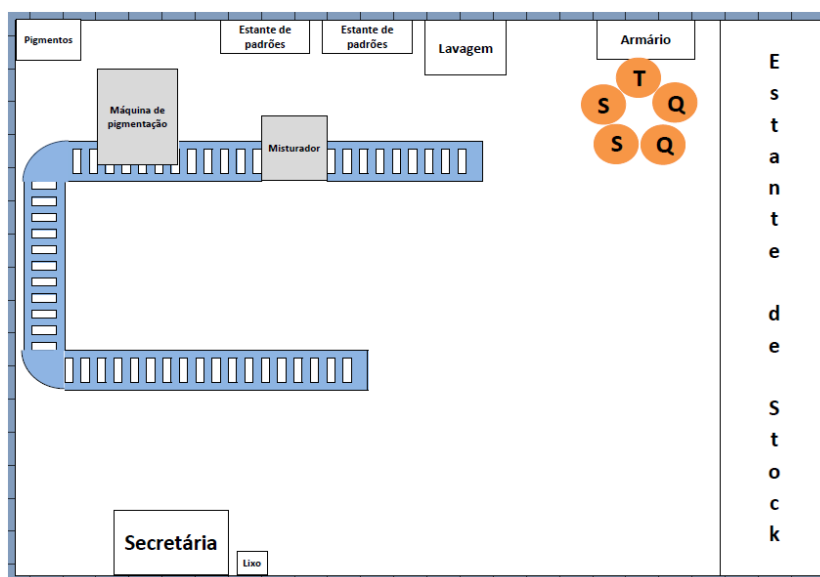 Pigmentos
Estante de
padrões
Estante de
padrões
Lavagem
Armário
T
S
Q
S
Q
Máquina de
pigmentação
Misturador
Secretária
Lixo
E
s
t
a
n
t
e
d
e
S
t
o
c
k